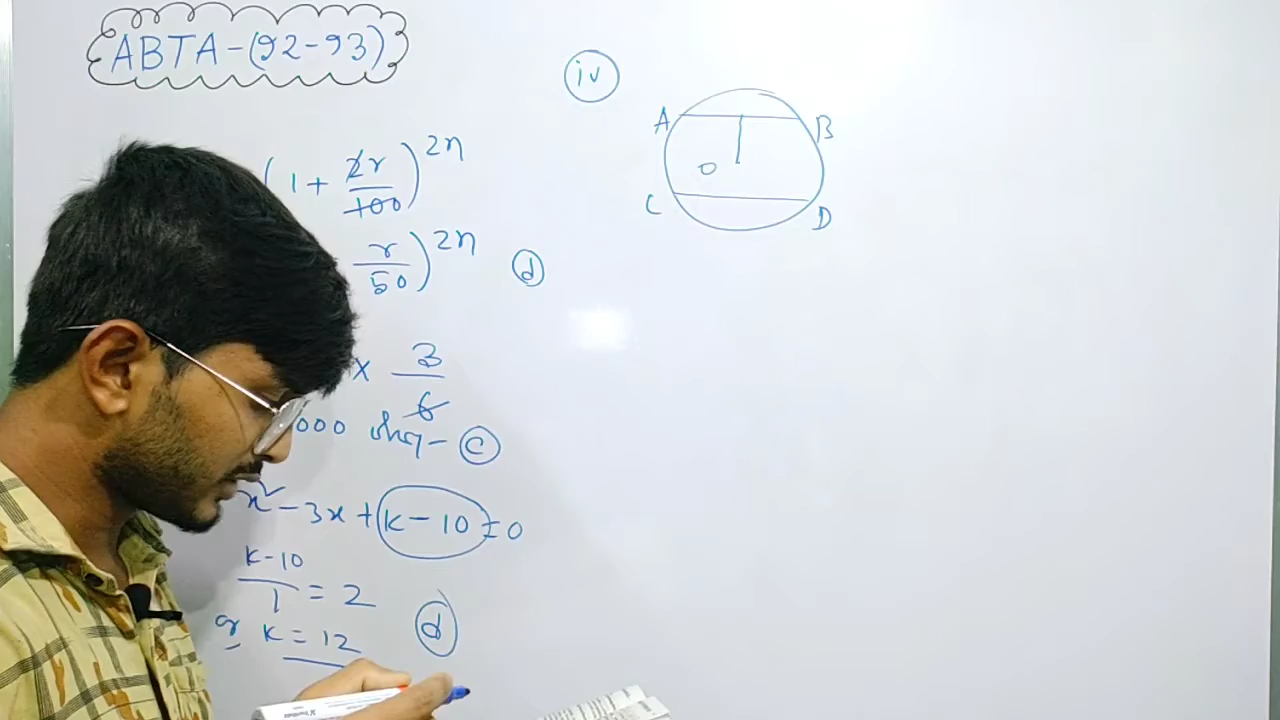 ABTA-(92-93)
(1 + 2r/100)^2n
r/50)^2n (d)
x 3/6
000 (c)
x² - 3x + k - 10 = 0
k-10/1 = 2
k = 12 (d)
(iv)
A B
O
C D